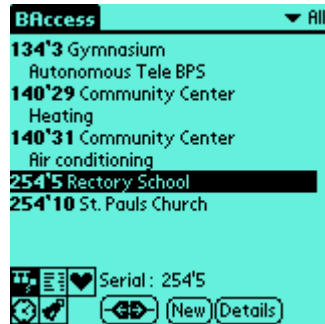 BAccess All
134'3 Gymnasium
Autonomous Tele BPS
140'29 Community Center
Heating
140'31 Community Center
Air conditioning
254'5 Rectory School
254'10 St. Pauls Church
Serial: 254'5
New Details